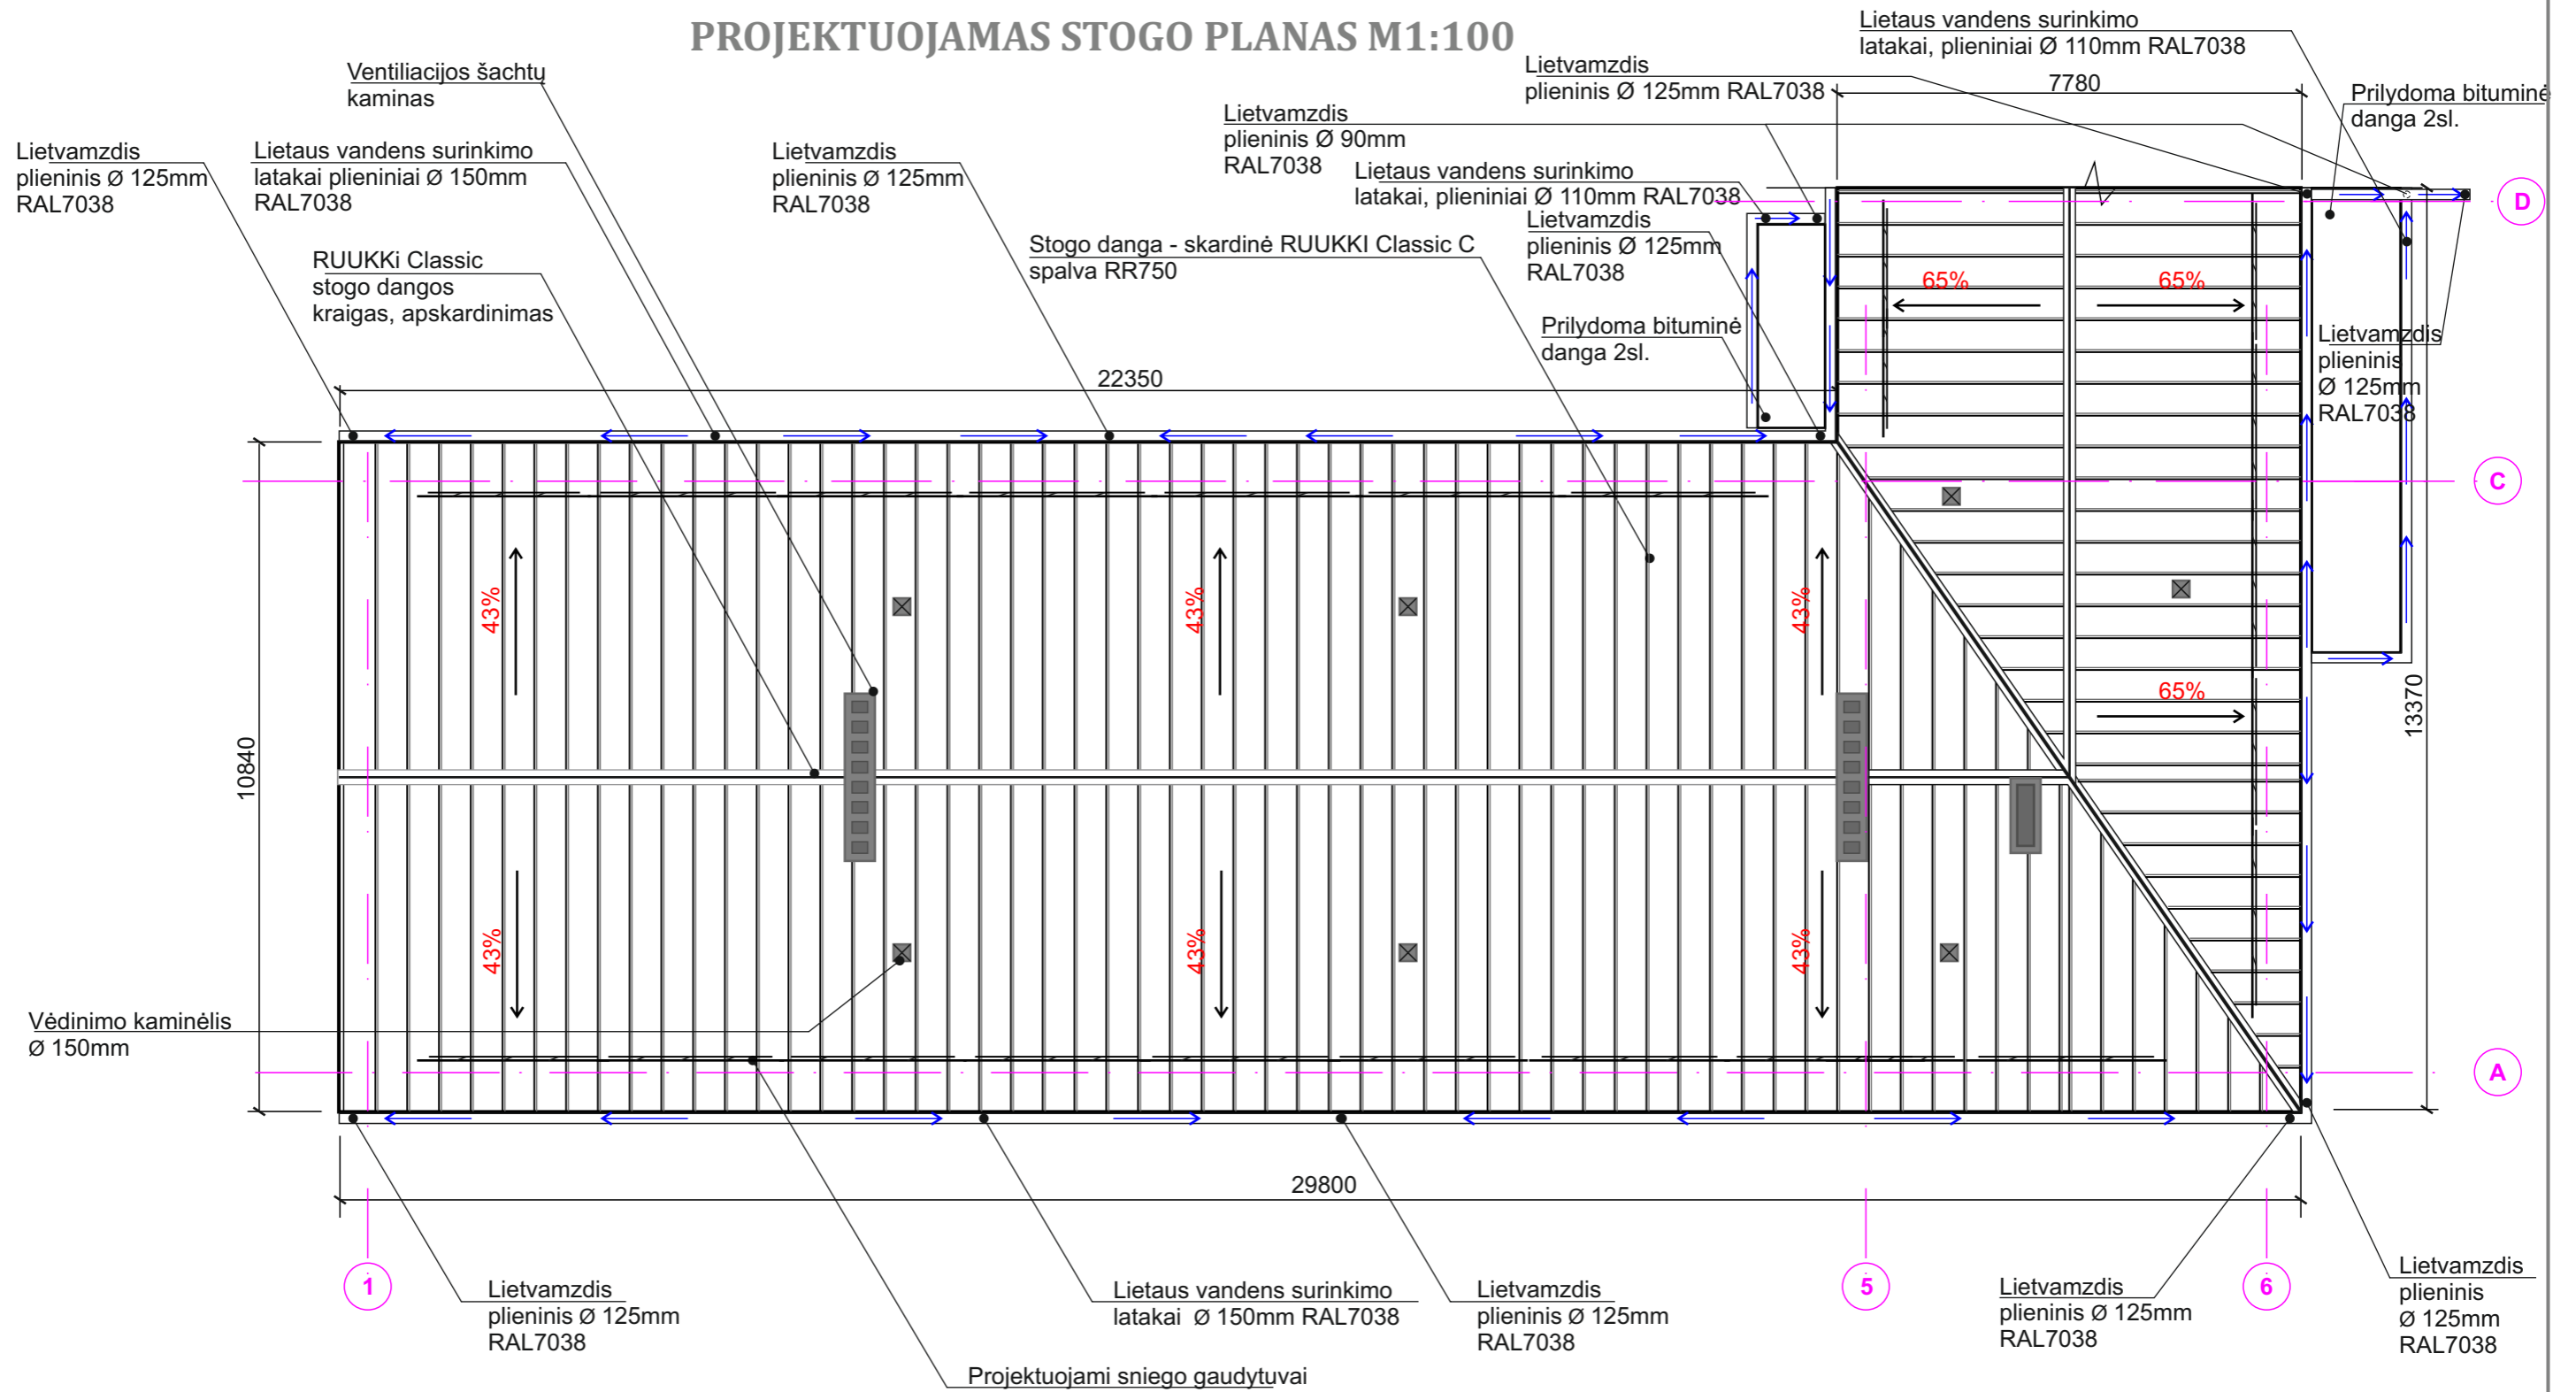 PROJEKTUOJAMAS STOGO PLANAS M1:100
Lietaus vandens surinkimo
latakai, plieniniai Ø 110mm RAL7038
Lietvamzdis
plieninis Ø 125mm RAL7038
7780
Prilydoma bituminė
danga 2sl.
Ventiliacijos šachtų
kaminas
Lietvamzdis
plieninis Ø 90mm
RAL7038
Lietvamzdis
plieninis Ø 125mm
RAL7038
Lietaus vandens surinkimo
latakai plieniniai Ø 150mm
RAL7038
Lietvamzdis
plieninis Ø 125mm
RAL7038
Lietaus vandens surinkimo
latakai, plieniniai Ø 110mm RAL7038
Lietvamzdis
plieninis Ø 125mm
RAL7038
D
Stogo danga - skardinė RUUKKI Classic C
spalva RR750
RUUKKi Classic
stogo dangos
kraigas, apskardinimas
65%
65%
Prilydoma bituminė
danga 2sl.
Lietvamzdis
plieninis
Ø 125mm
RAL7038
22350
C
43%
43%
43%
65%
13370
10840
43%
43%
43%
Vėdinimo kaminėlis
Ø 150mm
A
29800
1
5
6
Lietvamzdis
plieninis Ø 125mm
RAL7038
Lietaus vandens surinkimo
latakai Ø 150mm RAL7038
Lietvamzdis
plieninis Ø 125mm
RAL7038
Lietvamzdis
plieninis Ø 125mm
RAL7038
Lietvamzdis
plieninis
Ø 125mm
RAL7038
Projektuojami sniego gaudytuvai